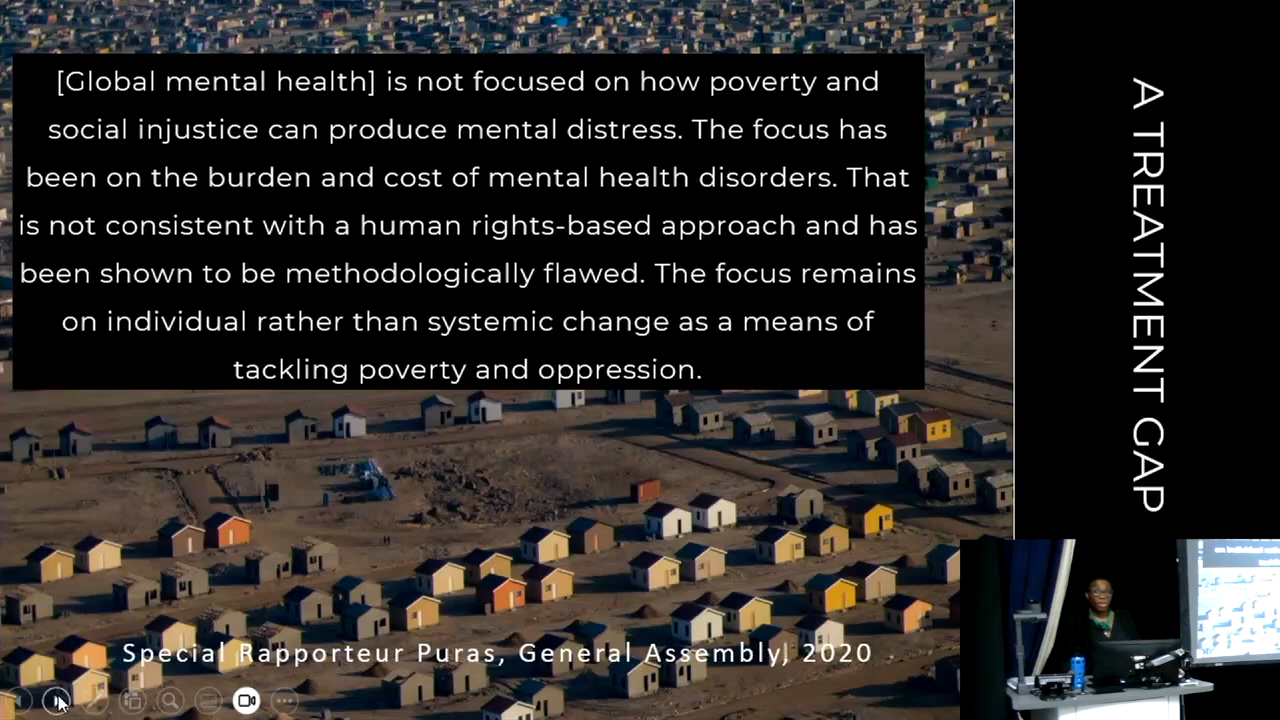 [Global mental health] is not focused on how poverty and
social injustice can produce mental distress. The focus has
been on the burden and cost of mental health disorders. That
is not consistent with a human rights-based approach and has
been shown to be methodologically flawed. The focus remains
on individual rather than systemic change as a means of
tackling poverty and oppression.
A TREATMENT GAP
Special Rapporteur Puras, General Assembly, 2020